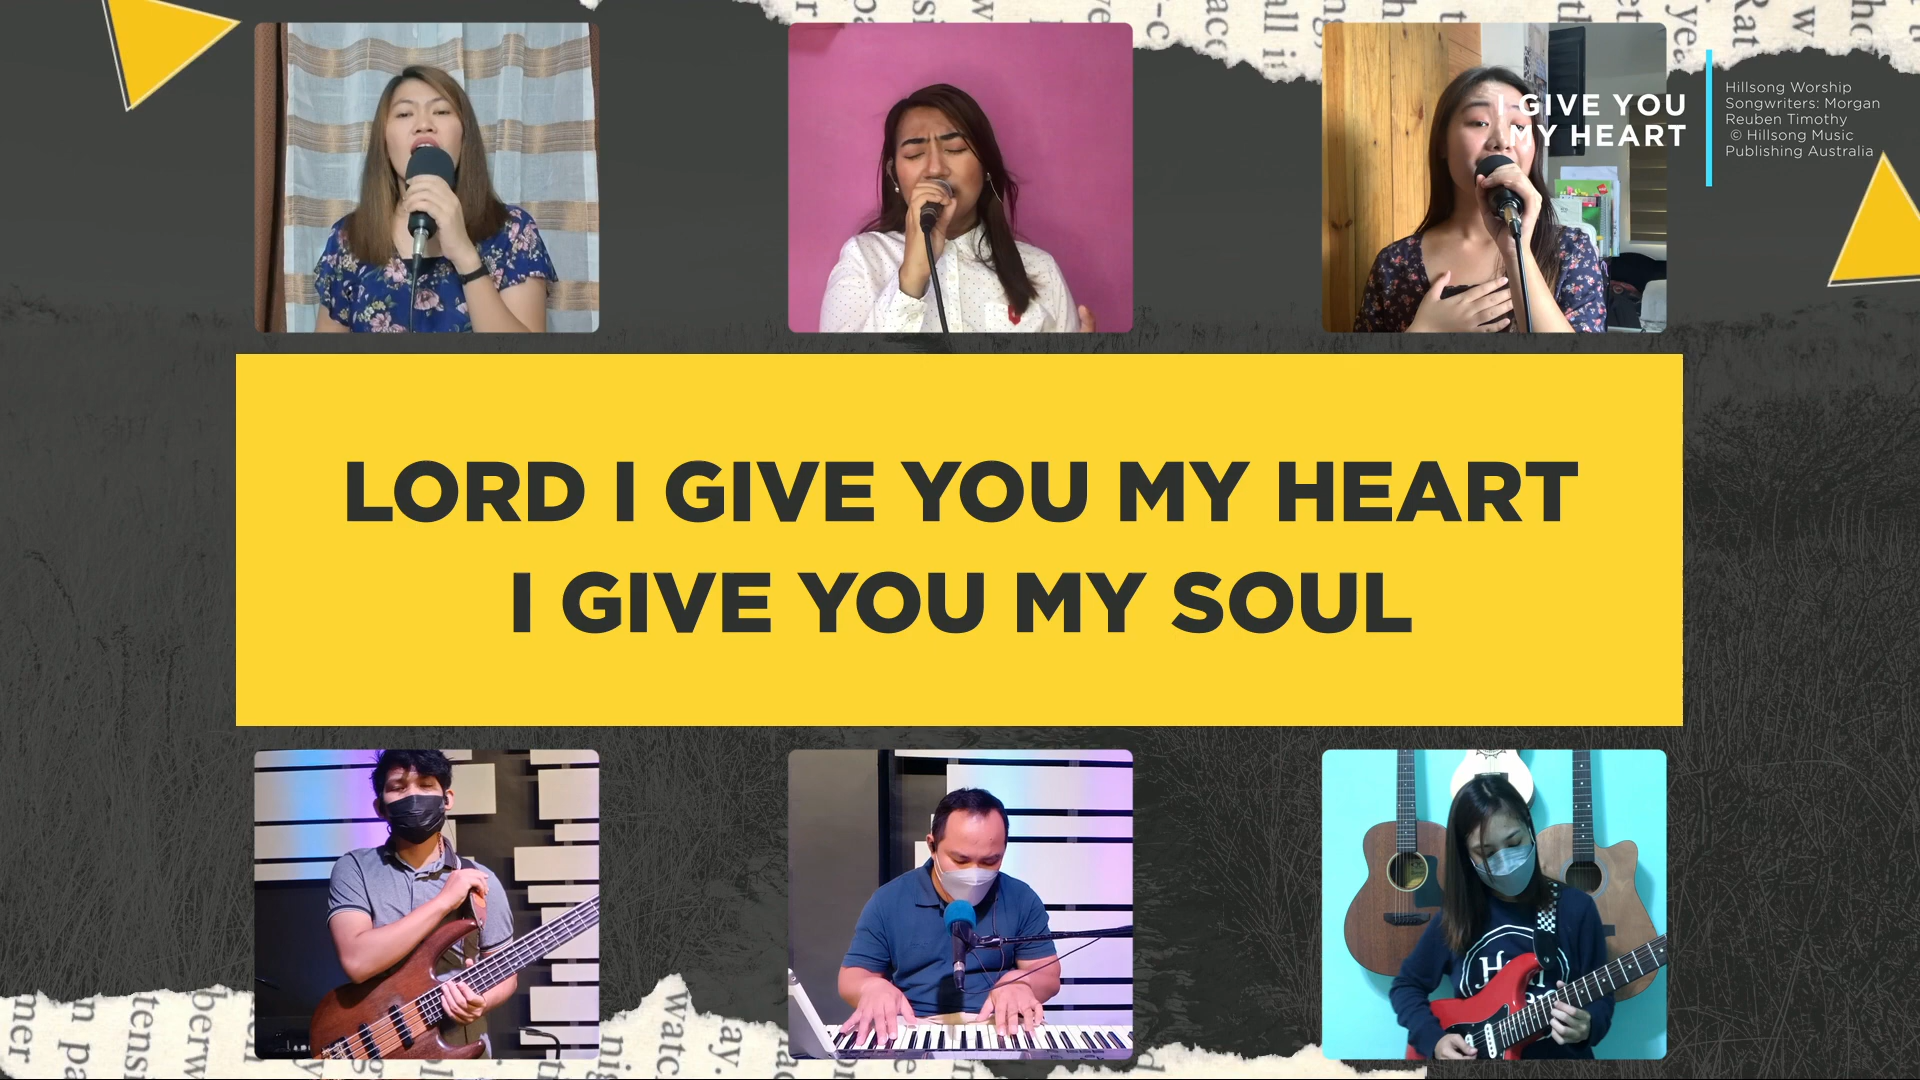 I GIVE YOU
MY HEART
Hillsong Worship
Songwriters: Morgan
Reuben Timothy
© Hillsong Music
Publishing Australia
LORD I GIVE YOU MY HEART
I GIVE YOU MY SOUL